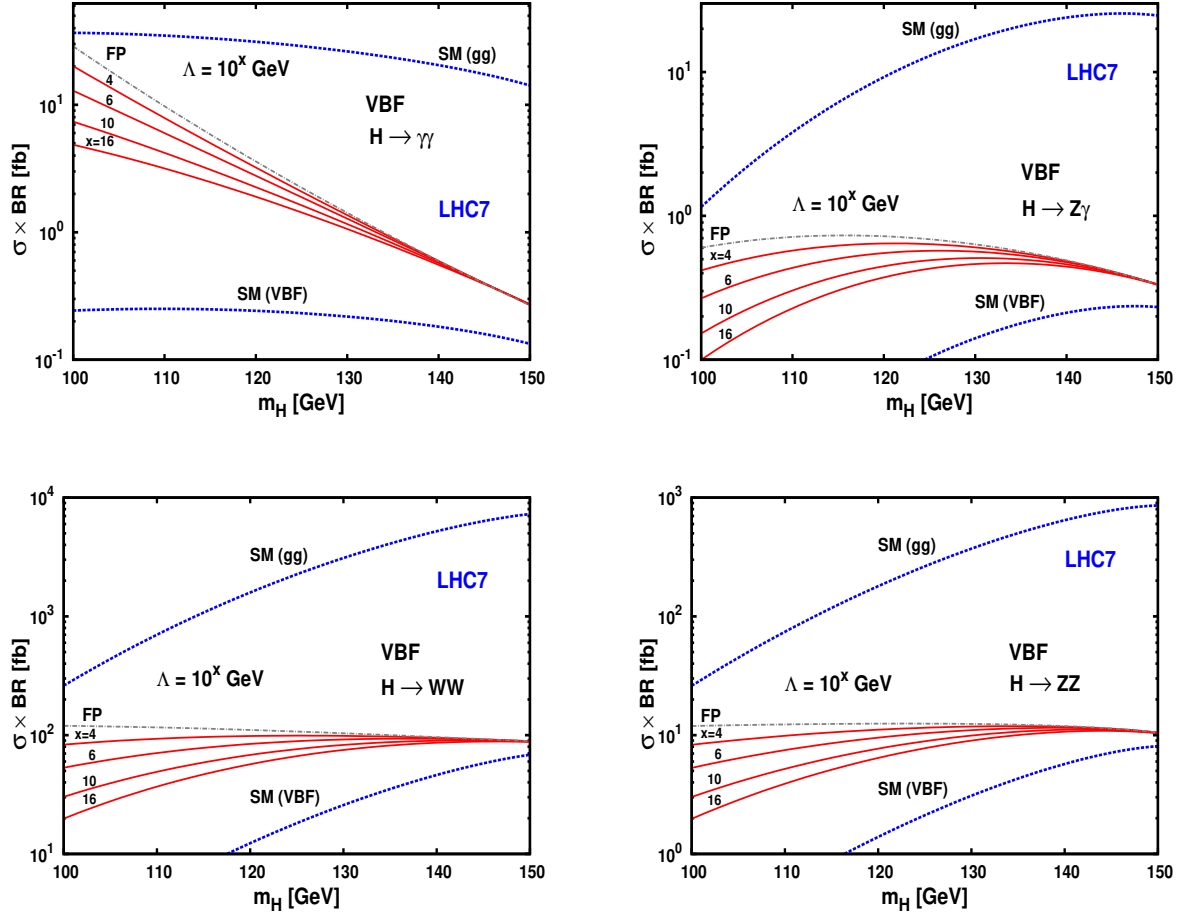 SM (gg)
FP
Λ = 10^x GeV
4
VBF
6
H → γγ
10
x=16
LHC7
SM (VBF)
σ × BR [fb]
10^1
10^0
10^-1
100 110 120 130 140 150
m_H [GeV]
SM (gg)
LHC7
VBF
Λ = 10^x GeV
H → Zγ
FP
x=4
6
10
16
SM (VBF)
σ × BR [fb]
10^1
10^0
10^-1
100 110 120 130 140 150
m_H [GeV]
SM (gg)
LHC7
VBF
Λ = 10^x GeV
H → WW
FP
x=4
6
10
16
SM (VBF)
σ × BR [fb]
10^4
10^3
10^2
10^1
100 110 120 130 140 150
m_H [GeV]
SM (gg)
LHC7
VBF
Λ = 10^x GeV
H → ZZ
FP
x=4
6
10
16
SM (VBF)
σ × BR [fb]
10^3
10^2
10^1
10^0
100 110 120 130 140 150
m_H [GeV]